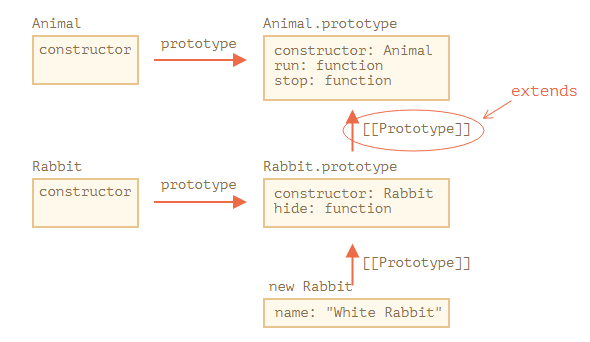 Animal
constructor
prototype
Animal.prototype
constructor: Animal
run: function
stop: function
extends
[[Prototype]]
Rabbit
constructor
prototype
Rabbit.prototype
constructor: Rabbit
hide: function
[[Prototype]]
new Rabbit
name: "White Rabbit"